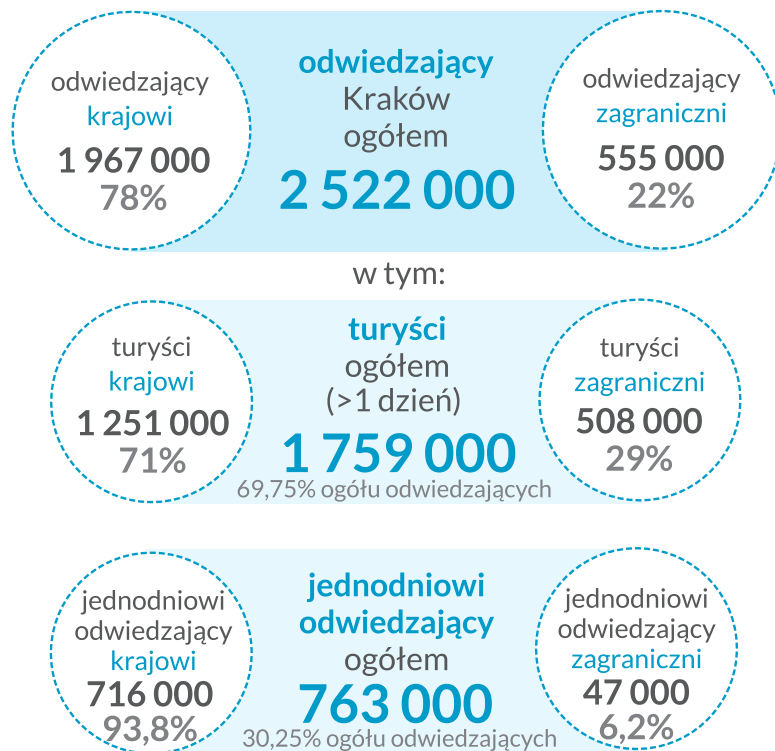 odwiedzający
krajowi
1 967 000
78%
odwiedzający
Kraków
ogółem
2 522 000
odwiedzający
zagraniczni
555 000
22%
w tym:
turyści
krajowi
1 251 000
71%
turyści
ogółem
(>1 dzień)
1 759 000
69,75% ogółu odwiedzających
turyści
zagraniczni
508 000
29%
jednodniowi
odwiedzający
krajowi
716 000
93,8%
jednodniowi
odwiedzający
ogółem
763 000
30,25% ogółu odwiedzających
jednodniowi
odwiedzający
zagraniczni
47 000
6,2%